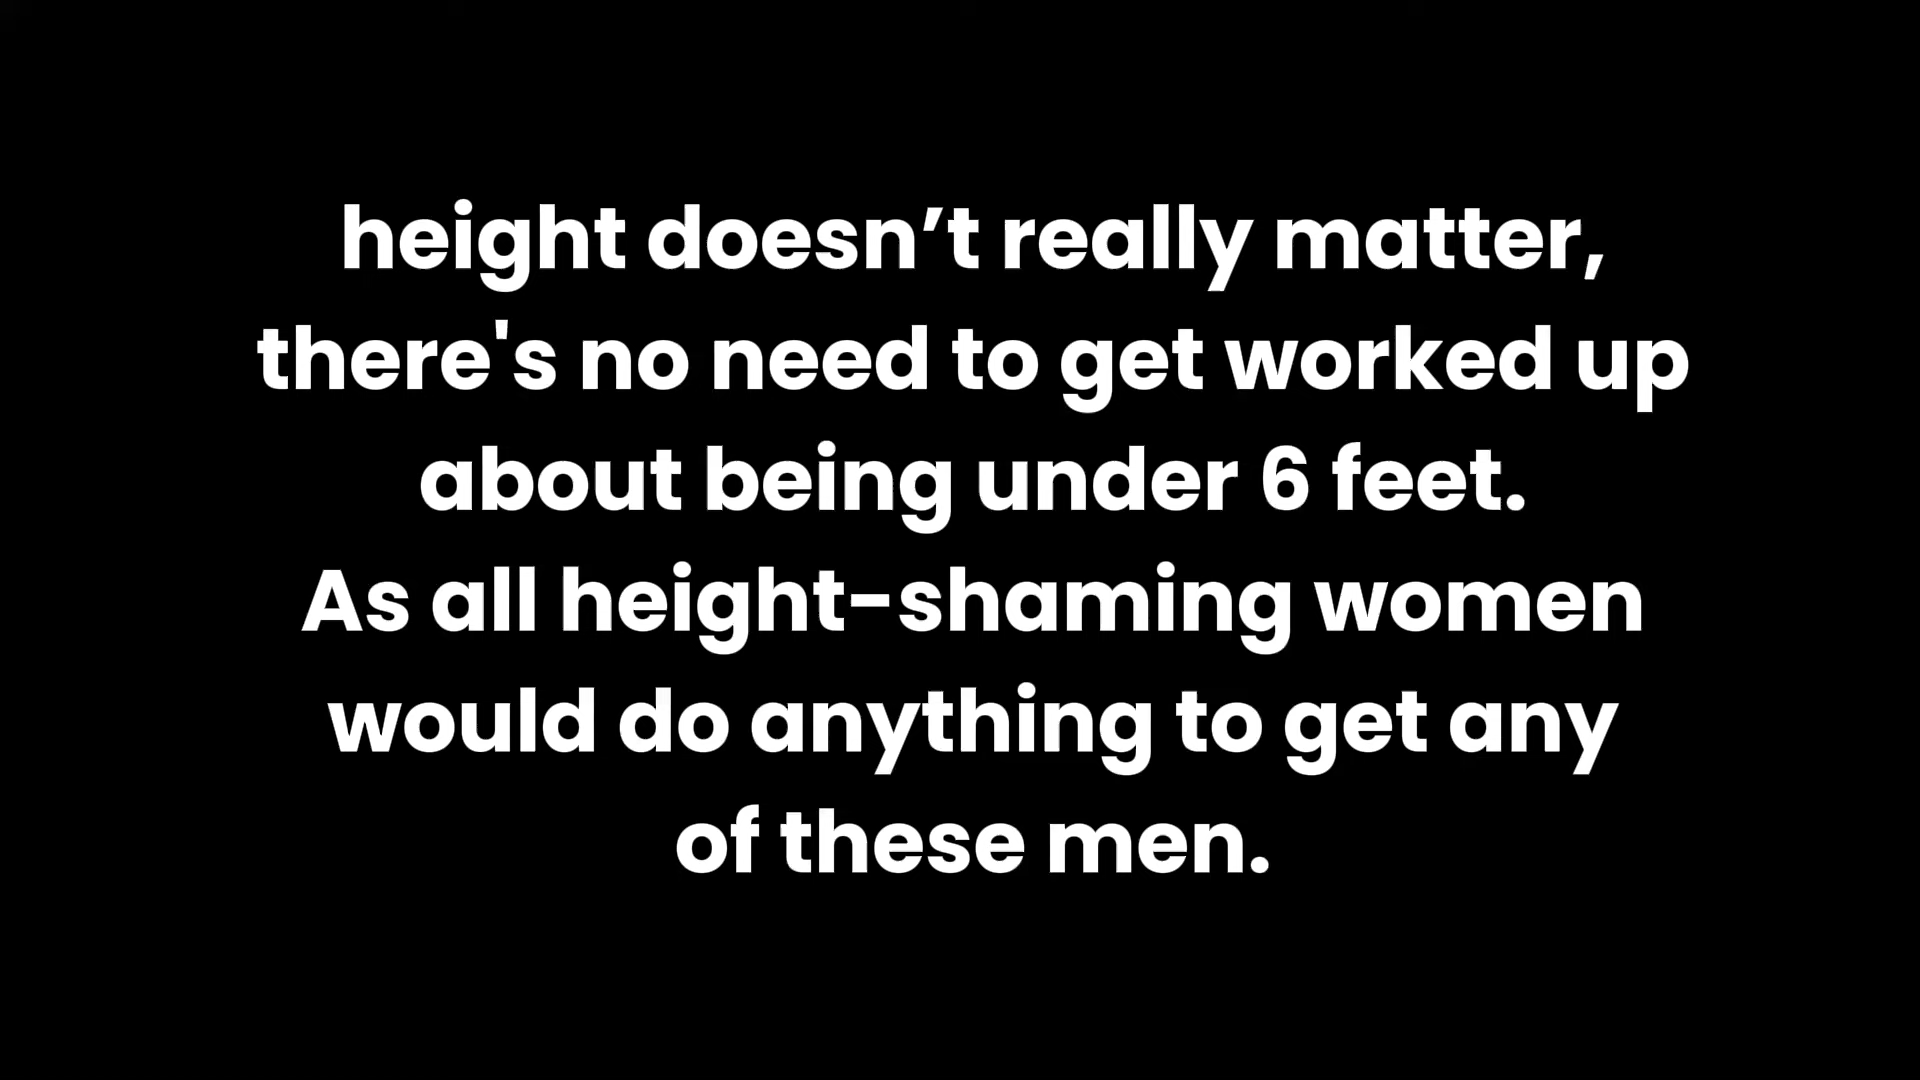 height doesn’t really matter,
there's no need to get worked up
about being under 6 feet.
As all height-shaming women
would do anything to get any
of these men.